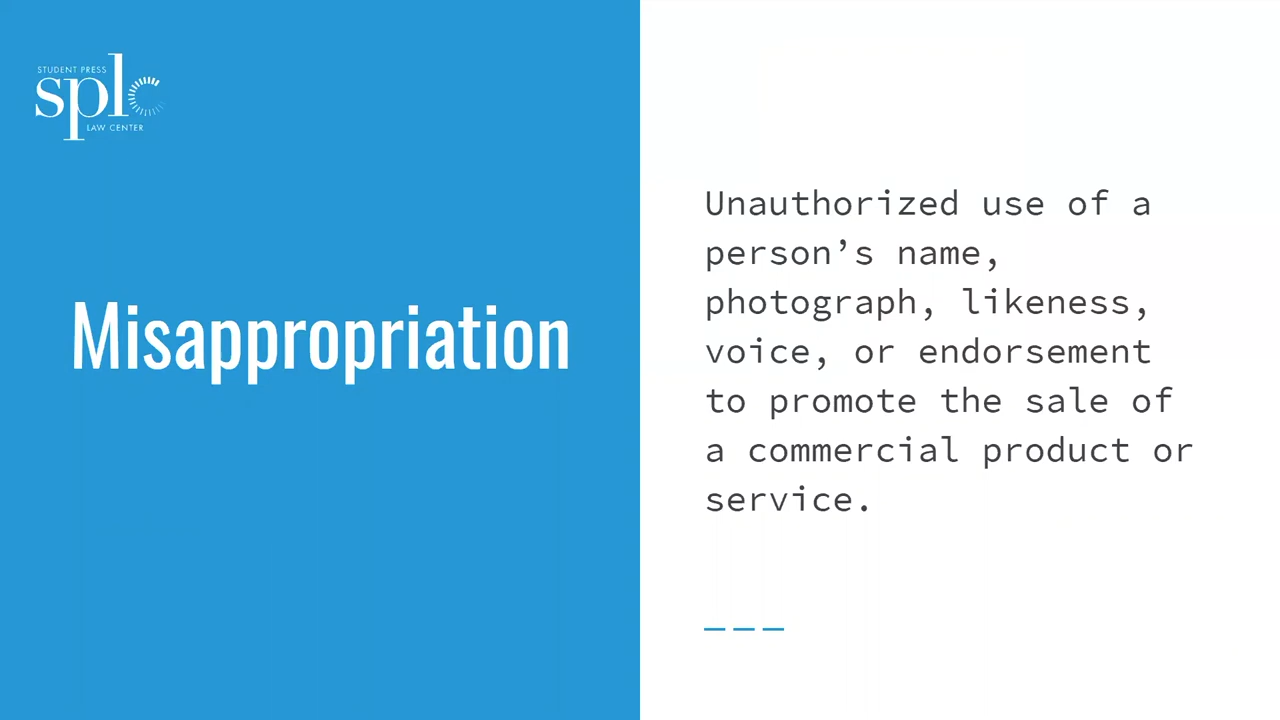 STUDENT PRESS
splc
LAW CENTER
Misappropriation
Unauthorized use of a
person’s name,
photograph, likeness,
voice, or endorsement
to promote the sale of
a commercial product or
service.